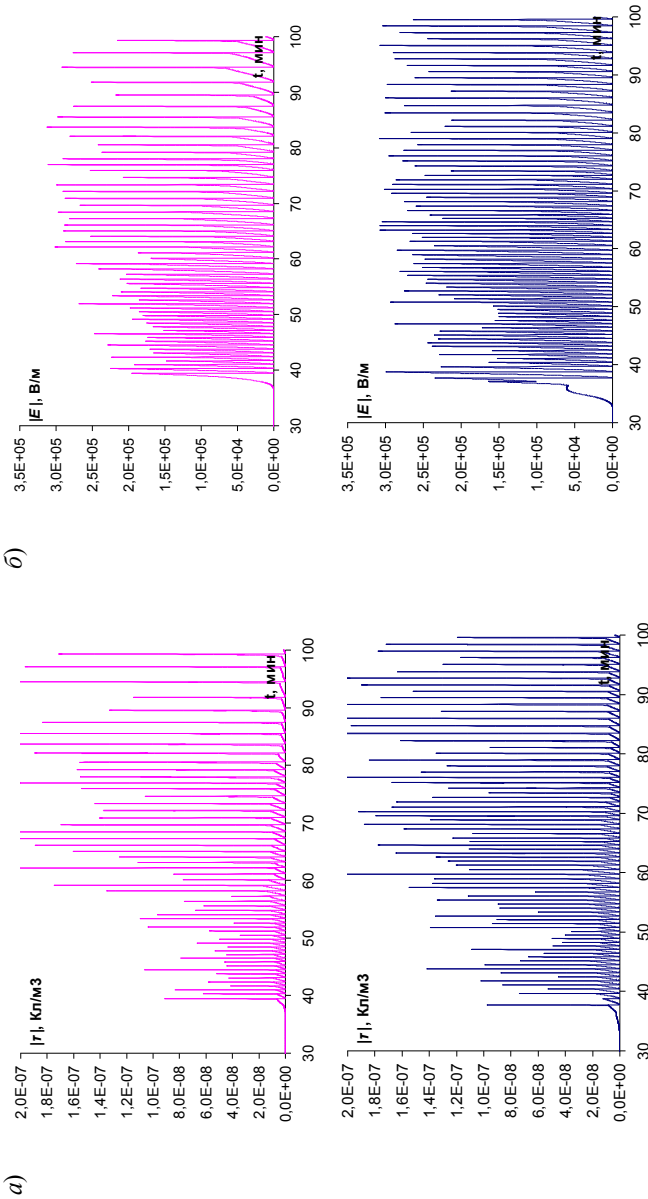 а)
б)
|τ|, Кл/м3
2,0E-07
1,8E-07
1,6E-07
1,4E-07
1,2E-07
1,0E-07
8,0E-08
6,0E-08
4,0E-08
2,0E-08
0,0E+00
30 40 50 60 70 80 90 100
t, мин
|E|, В/м
3,5E+05
3,0E+05
2,5E+05
2,0E+05
1,5E+05
1,0E+05
5,0E+04
0,0E+00
30 40 50 60 70 80 90 100
t, мин
|τ|, Кл/м3
2,0E-07
1,8E-07
1,6E-07
1,4E-07
1,2E-07
1,0E-07
8,0E-08
6,0E-08
4,0E-08
2,0E-08
0,0E+00
30 40 50 60 70 80 90 100
t, мин
|E|, В/м
3,5E+05
3,0E+05
2,5E+05
2,0E+05
1,5E+05
1,0E+05
5,0E+04
0,0E+00
30 40 50 60 70 80 90 100
t, мин